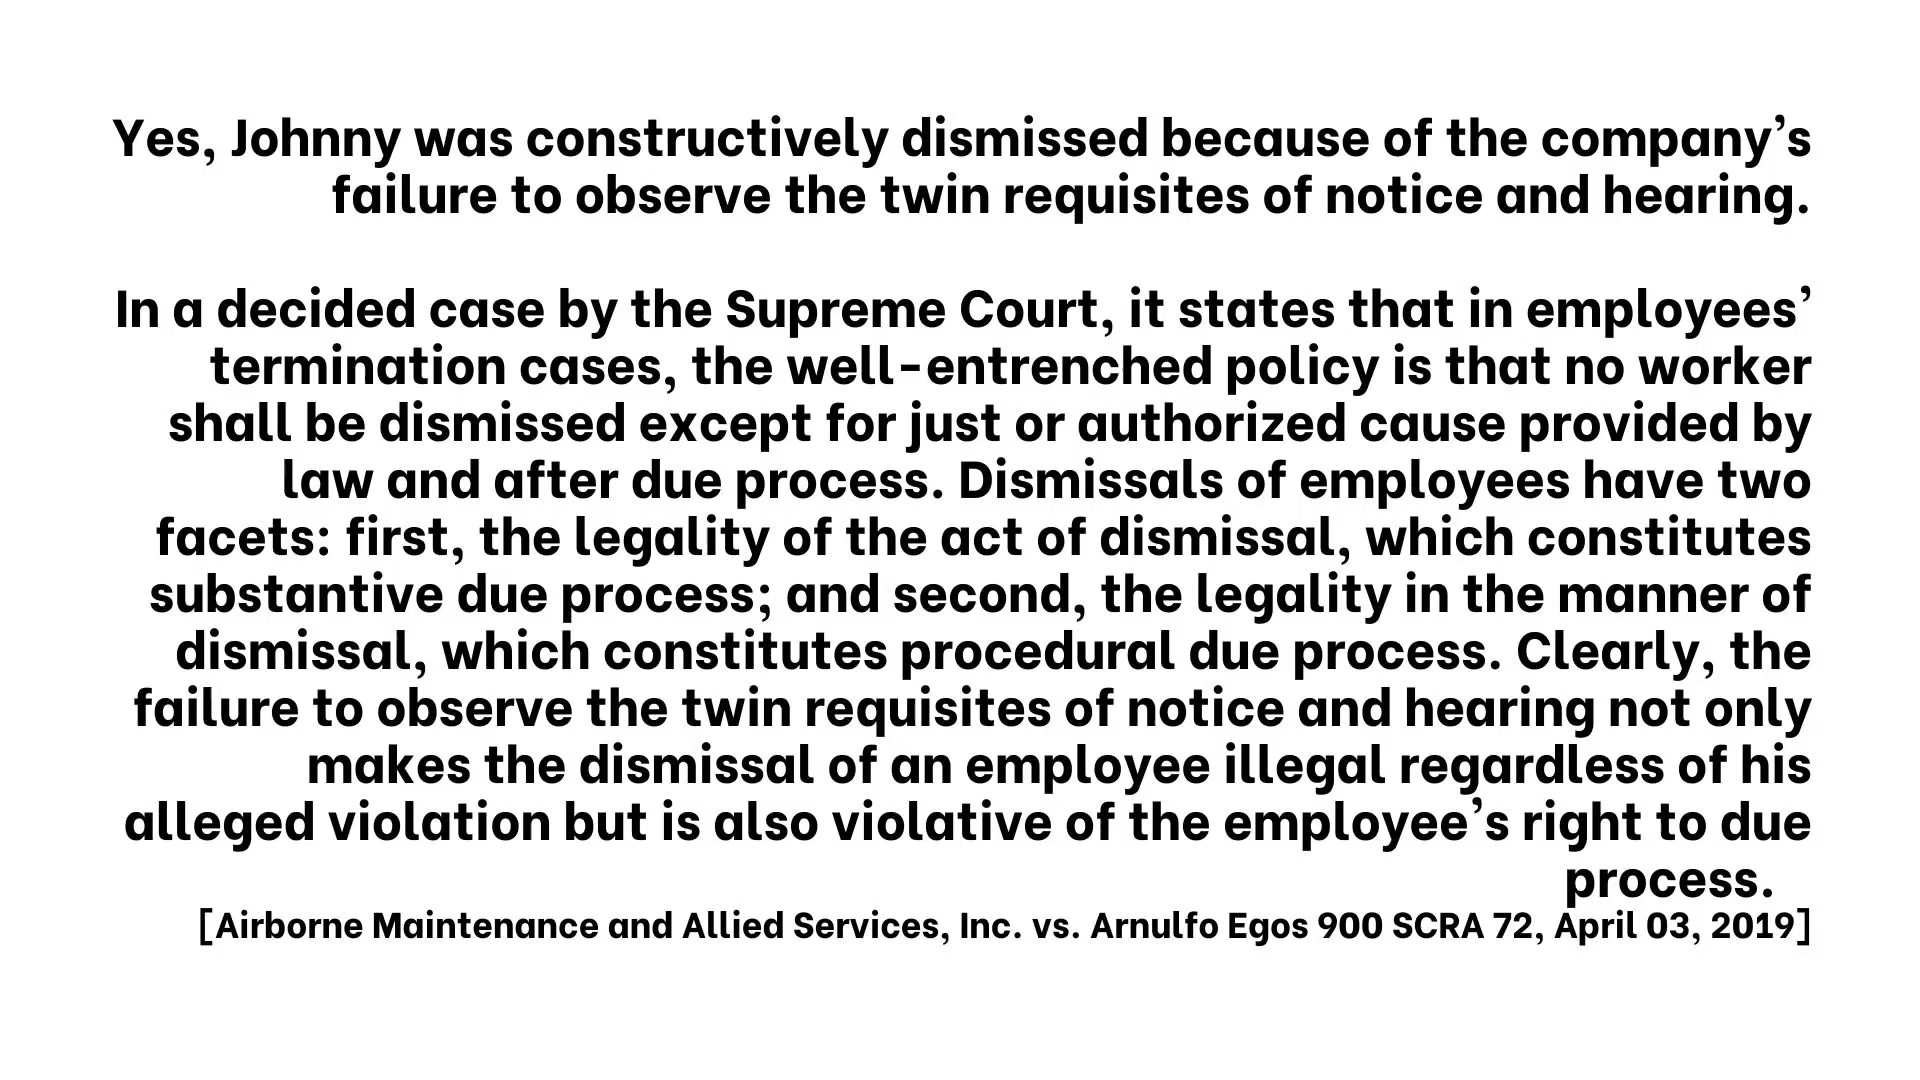 Yes, Johnny was constructively dismissed because of the company’s
failure to observe the twin requisites of notice and hearing.
In a decided case by the Supreme Court, it states that in employees’
termination cases, the well-entrenched policy is that no worker
shall be dismissed except for just or authorized cause provided by
law and after due process. Dismissals of employees have two
facets: first, the legality of the act of dismissal, which constitutes
substantive due process; and second, the legality in the manner of
dismissal, which constitutes procedural due process. Clearly, the
failure to observe the twin requisites of notice and hearing not only
makes the dismissal of an employee illegal regardless of his
alleged violation but is also violative of the employee’s right to due
process.
[Airborne Maintenance and Allied Services, Inc. vs. Arnulfo Egos 900 SCRA 72, April 03, 2019]